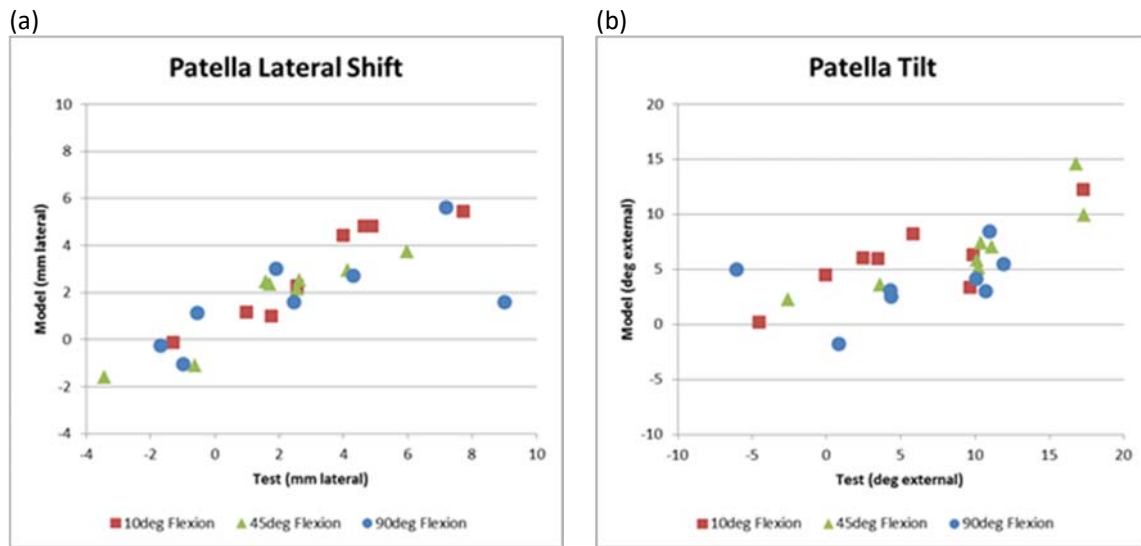 (a)
Patella Lateral Shift
10
8
6
4
2
0
-2
-4
-4 -2 0 2 4 6 8 10
Model (mm lateral)
Test (mm lateral)
10deg Flexion 45deg Flexion 90deg Flexion
(b)
Patella Tilt
20
15
10
5
0
-5
-10
-10 -5 0 5 10 15 20
Model (deg external)
Test (deg external)
10deg Flexion 45deg Flexion 90deg Flexion